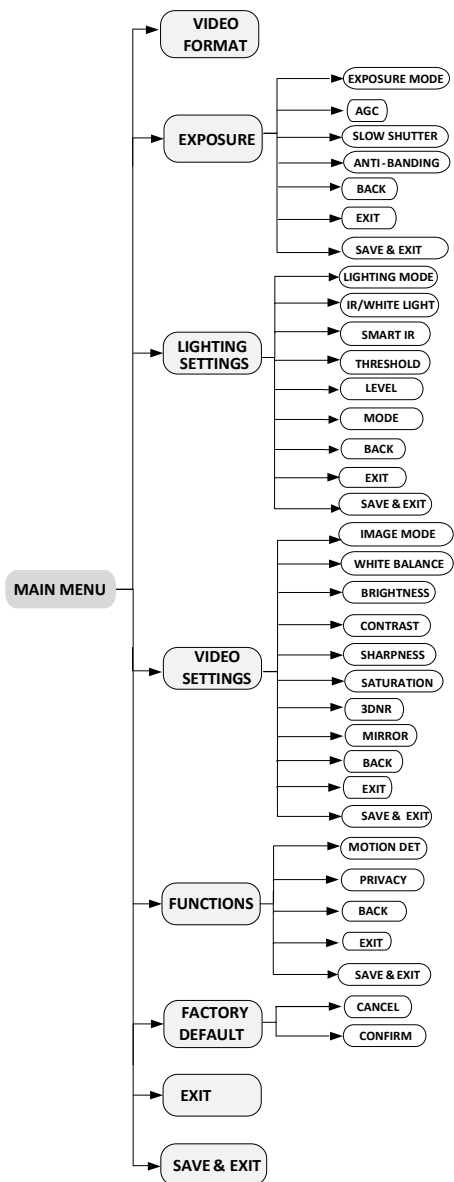 VIDEO
FORMAT
EXPOSURE MODE
AGC
EXPOSURE
SLOW SHUTTER
ANTI-BANDING
BACK
EXIT
SAVE & EXIT
LIGHTING MODE
IR/WHITE LIGHT
SMART IR
LIGHTING
SETTINGS
THRESHOLD
LEVEL
MODE
BACK
EXIT
SAVE & EXIT
IMAGE MODE
WHITE BALANCE
MAIN MENU
BRIGHTNESS
CONTRAST
SHARPNESS
VIDEO
SETTINGS
SATURATION
3DNR
MIRROR
BACK
EXIT
SAVE & EXIT
MOTION DET
PRIVACY
FUNCTIONS
BACK
EXIT
SAVE & EXIT
FACTORY
DEFAULT
CANCEL
CONFIRM
EXIT
SAVE & EXIT